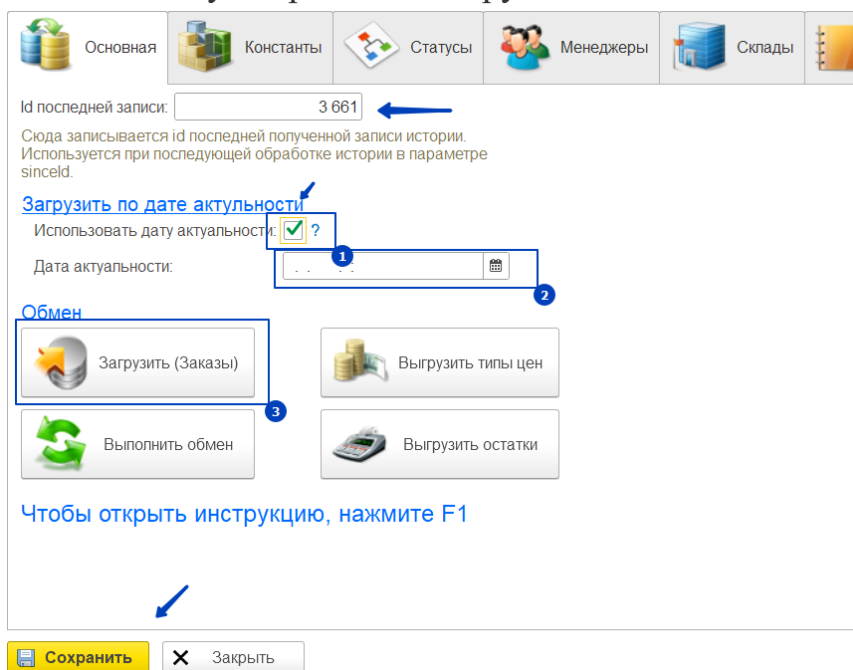 Основная
Константы
Статусы
Менеджеры
Склады
Id последней записи: 3 661
Сюда записывается id последней полученной записи истории.
Используется при последующей обработке истории в параметре
sinceId.
Загрузить по дате актульности
Использовать дату актуальности: ?
1
Дата актуальности: . . : :
2
Обмен
Загрузить (Заказы)
Выгрузить типы цен
3
Выполнить обмен
Выгрузить остатки
Чтобы открыть инструкцию, нажмите F1
Сохранить
Закрыть